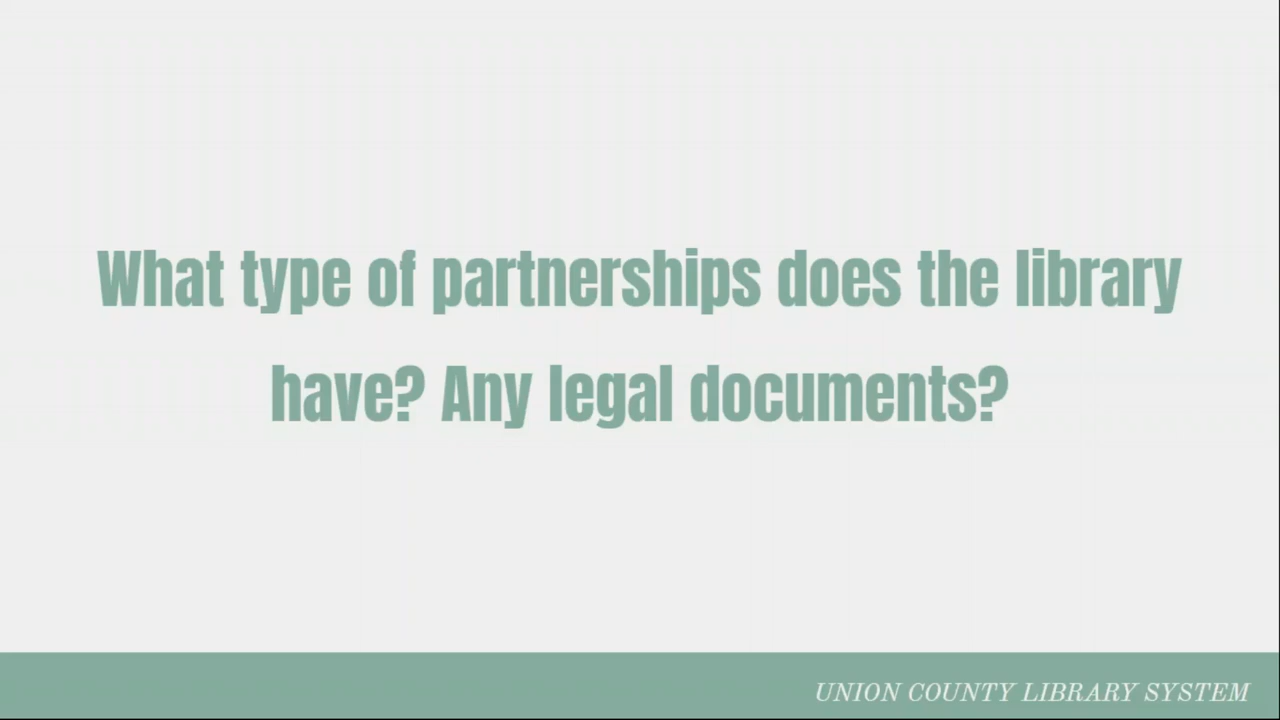 What type of partnerships does the library
have? Any legal documents?
UNION COUNTY LIBRARY SYSTEM